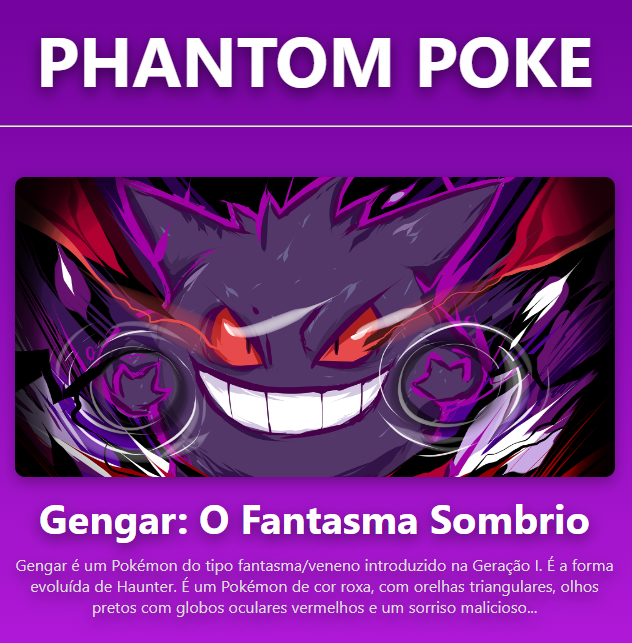 PHANTOM POKE
Gengar: O Fantasma Sombrio
Gengar é um Pokémon do tipo fantasma/veneno introduzido na Geração I. É a forma
evoluída de Haunter. É um Pokémon de cor roxa, com orelhas triangulares, olhos
pretos com globos oculares vermelhos e um sorriso malicioso...